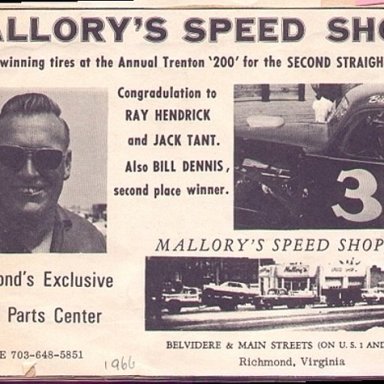 MALLORY'S SPEED SHO
winning tires at the Annual Trenton '200' for the SECOND STRAIGH
Congradulation to
RAY HENDRICK
and JACK TANT.
Also BILL DENNIS,
second place winner.
3
MALLORY'S SPEED SHOP
ond's Exclusive
Parts Center
E 703-648-5851
1966
BELVIDERE & MAIN STREETS (ON U.S. 1 AND
Richmond, Virginia